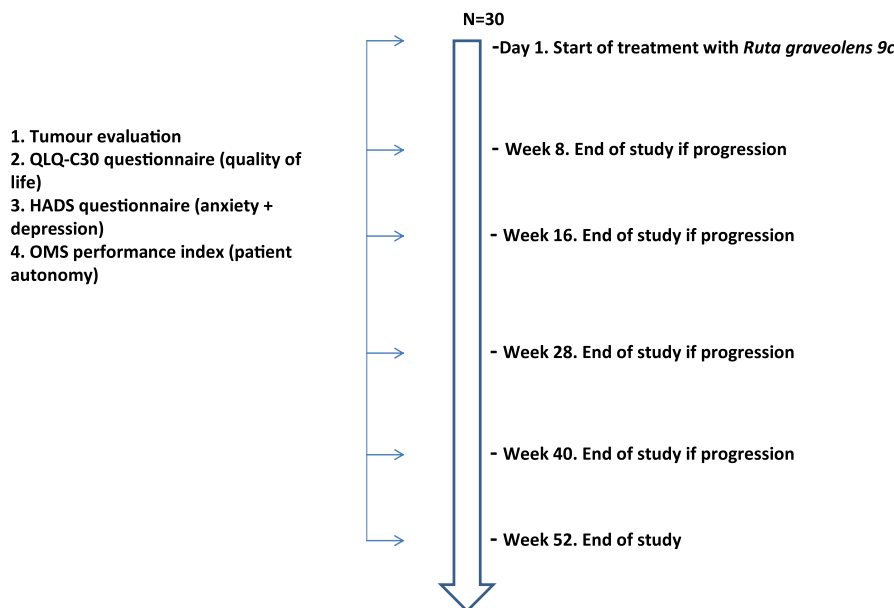 N=30
-Day 1. Start of treatment with Ruta graveolens 9c
1. Tumour evaluation
2. QLQ-C30 questionnaire (quality of
life)
3. HADS questionnaire (anxiety +
depression)
4. OMS performance index (patient
autonomy)
- Week 8. End of study if progression
- Week 16. End of study if progression
- Week 28. End of study if progression
- Week 40. End of study if progression
- Week 52. End of study